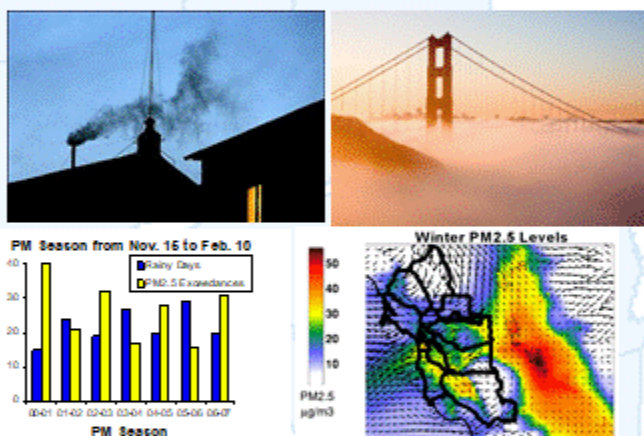 PM Season from Nov. 15 to Feb. 10
Rainy Days
PM2.5 Exceedances
40
30
20
10
0
00-01 01-02 02-03 03-04 04-05 05-06 06-07
PM Season
Winter PM2.5 Levels
50
40
30
20
10
PM2.5
µg/m3